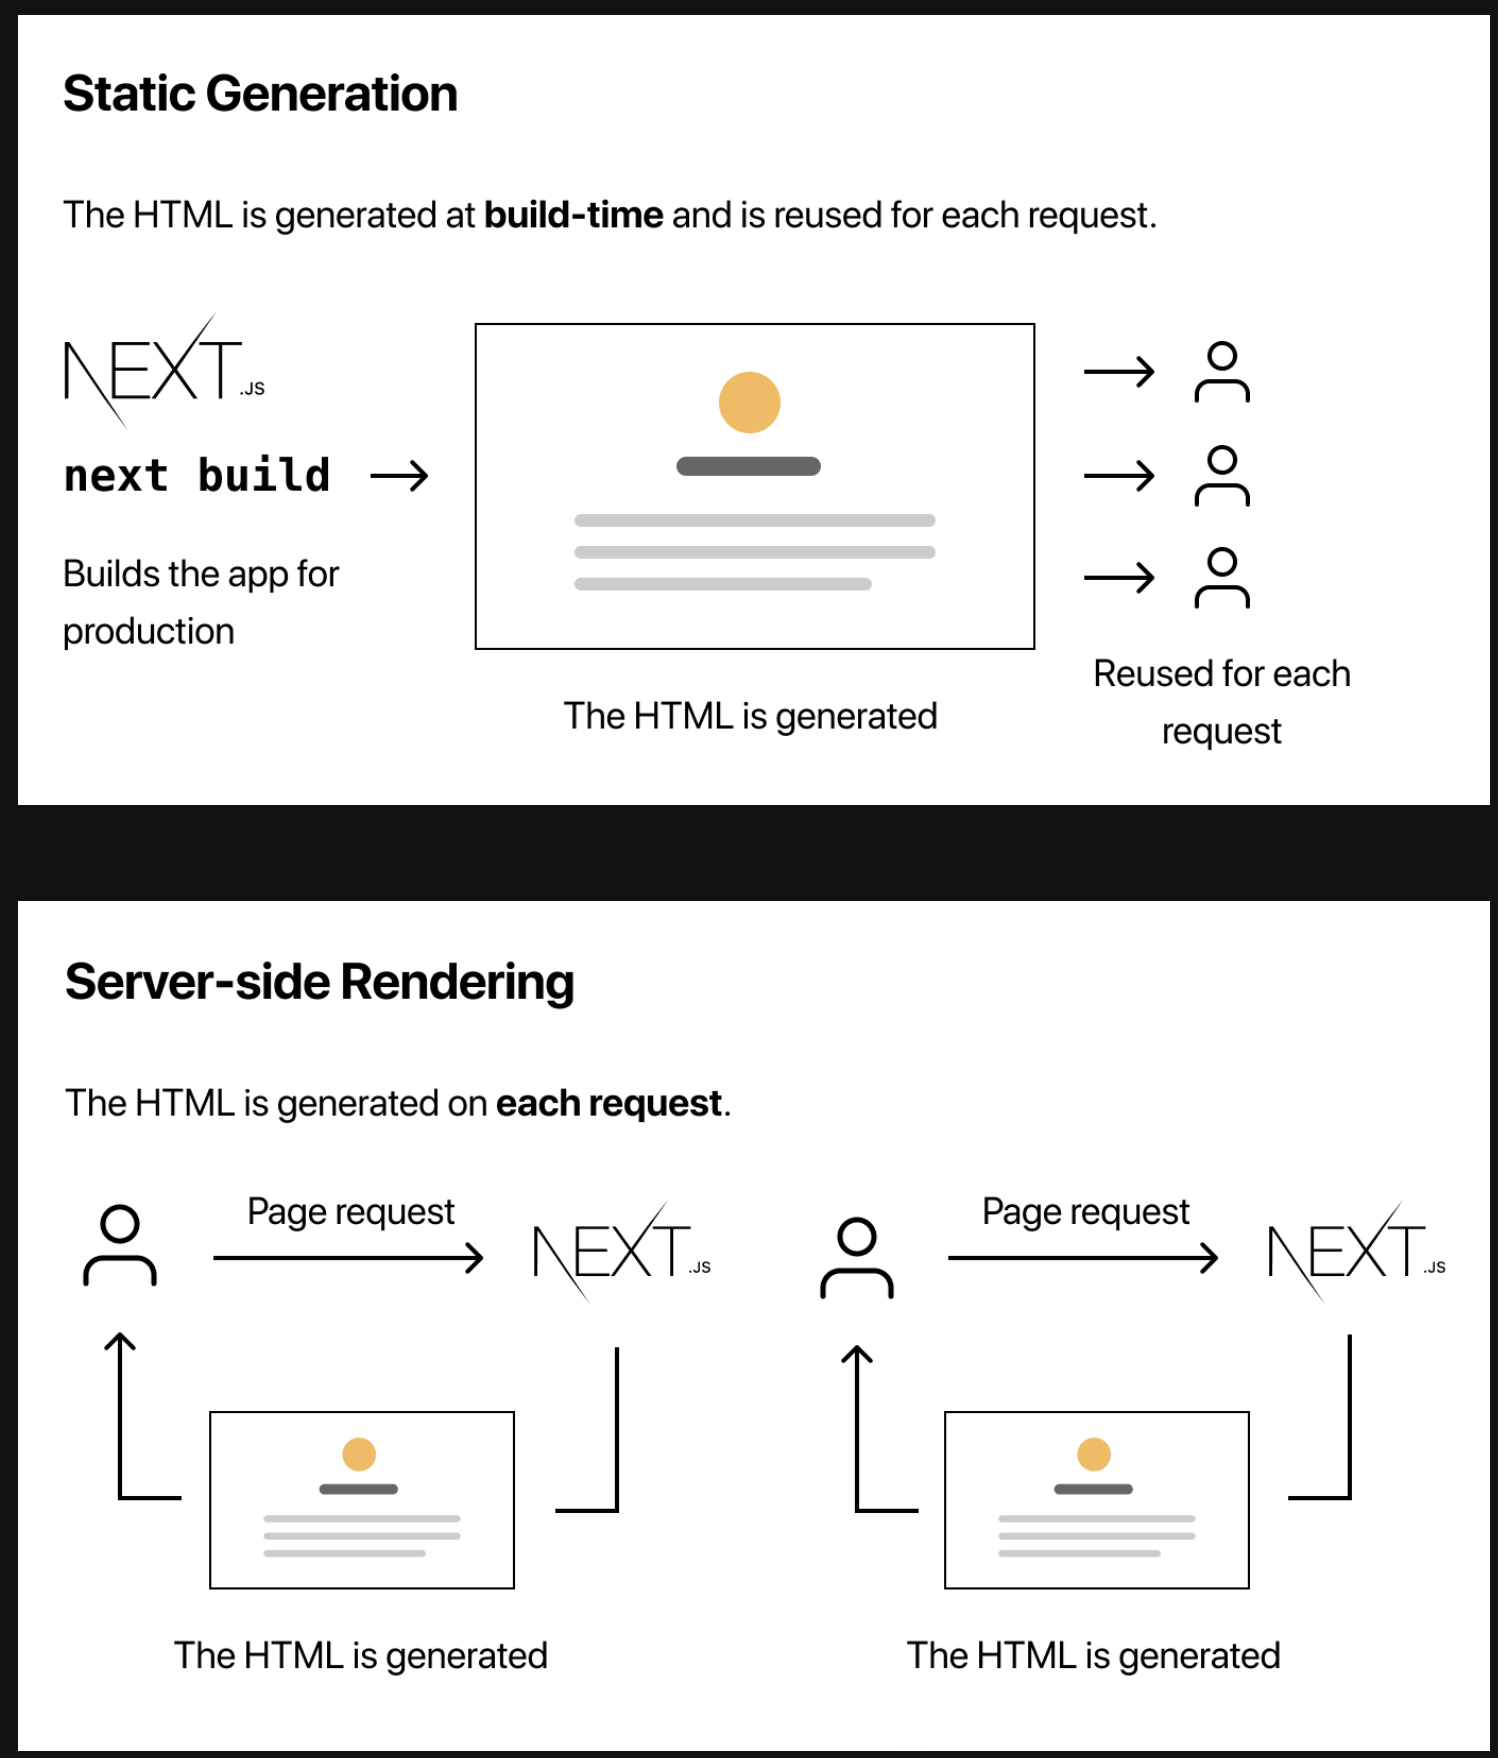 Static Generation
The HTML is generated at build-time and is reused for each request.
NEXT.JS
next build
Builds the app for
production
The HTML is generated
Reused for each
request
Server-side Rendering
The HTML is generated on each request.
Page request
NEXT.JS
The HTML is generated
Page request
NEXT.JS
The HTML is generated